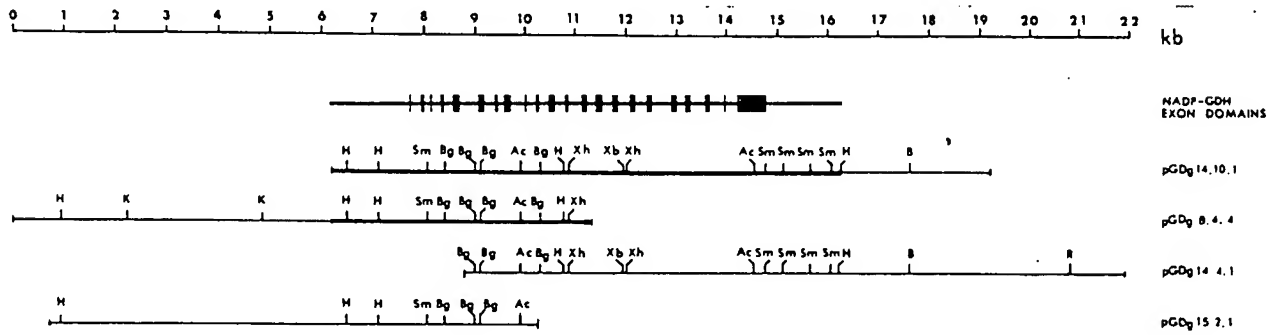 0 1 2 3 4 5 6 7 8 9 10 11 12 13 14 15 16 17 18 19 20 21 22
kb
NADP-GDH
EXON DOMAINS
H H Sm Bg Bg Bg Ac Bg H Xh Xb Xh Ac Sm Sm Sm Sm H B
pGDg 14.10.1
H K K H H Sm Bg Bg Bg Ac Bg H Xh
pGDg 8.4.4
Bg Bg Ac Bg H Xh Xb Xh Ac Sm Sm Sm Sm H B R
pGDg 14 4.1
H H H Sm Bg Bg Bg Ac
pGDg 15 2.1